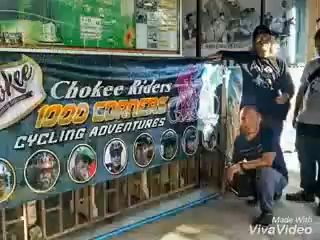 Chokee Riders
1000 CORNERS
CYCLING ADVENTURES
Made With
VivaVideo